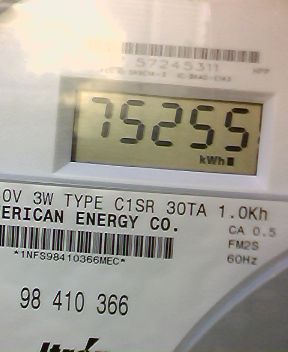 57245311
75255
kWh
0V 3W TYPE C1SR 30TA 1.0Kh
ERICAN ENERGY CO.
CA 0.5
FM2S
60Hz
*1NFS98410366MEC*
98 410 366
Itron